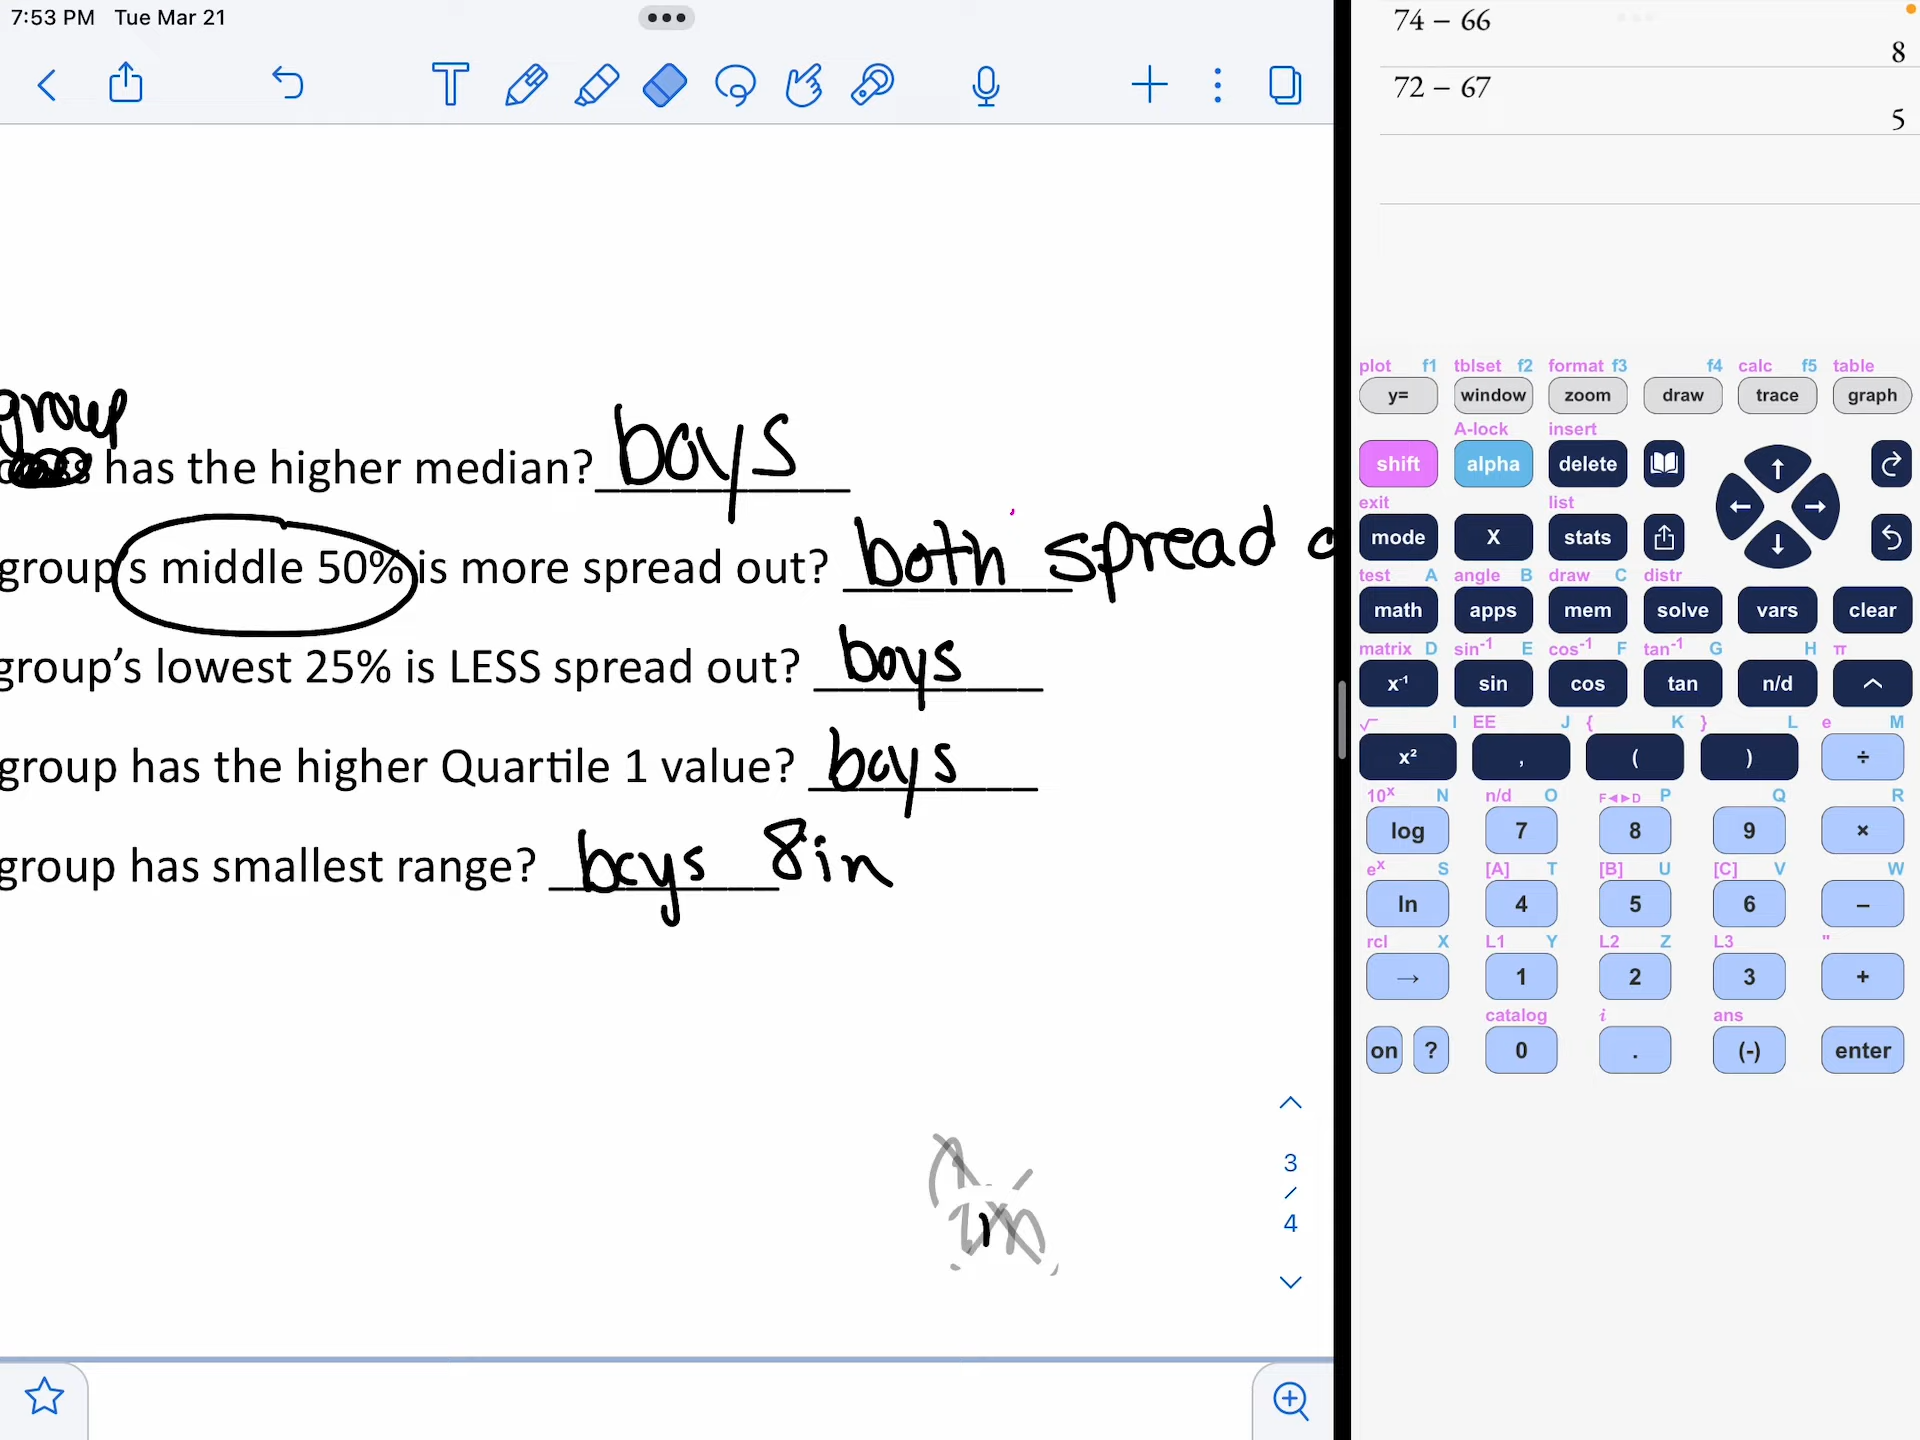 7:53 PM Tue Mar 21
T
group
has the higher median? boys
group's middle 50% is more spread out? both spread
group's lowest 25% is LESS spread out? boys
group has the higher Quartile 1 value? boys
group has smallest range? boys 8in
3
/
4
74 – 66
8
72 – 67
5
plot f1 tblset f2 format f3 f4 calc f5 table
y= window zoom draw trace graph
A-lock insert
shift alpha delete
exit list
mode X stats
test A angle B draw C distr
math apps mem solve vars clear
matrix D sin⁻¹ E cos⁻¹ F tan⁻¹ G H π
x⁻¹ sin cos tan n/d ^
√ I EE J { K } L e M
x² , ( ) ÷
10ˣ N n/d O F◄►D P Q R
log 7 8 9 ×
eˣ S [A] T [B] U [C] V W
ln 4 5 6 –
rcl X L1 Y L2 Z L3 "
→ 1 2 3 +
catalog i ans
on ? 0 . (-) enter